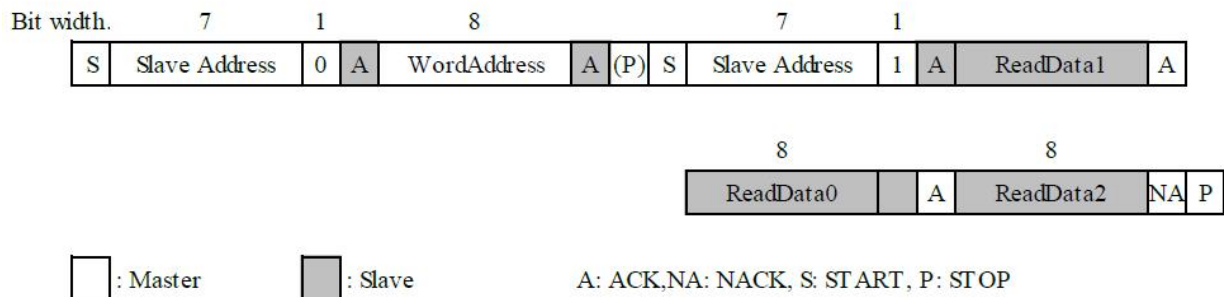 Bit width. 7 1 8 7 1
S Slave Address 0 A WordAddress A (P) S Slave Address 1 A ReadData1 A
8 8
ReadData0 A ReadData2 NA P
: Master : Slave A: ACK,NA: NACK, S: START, P: STOP